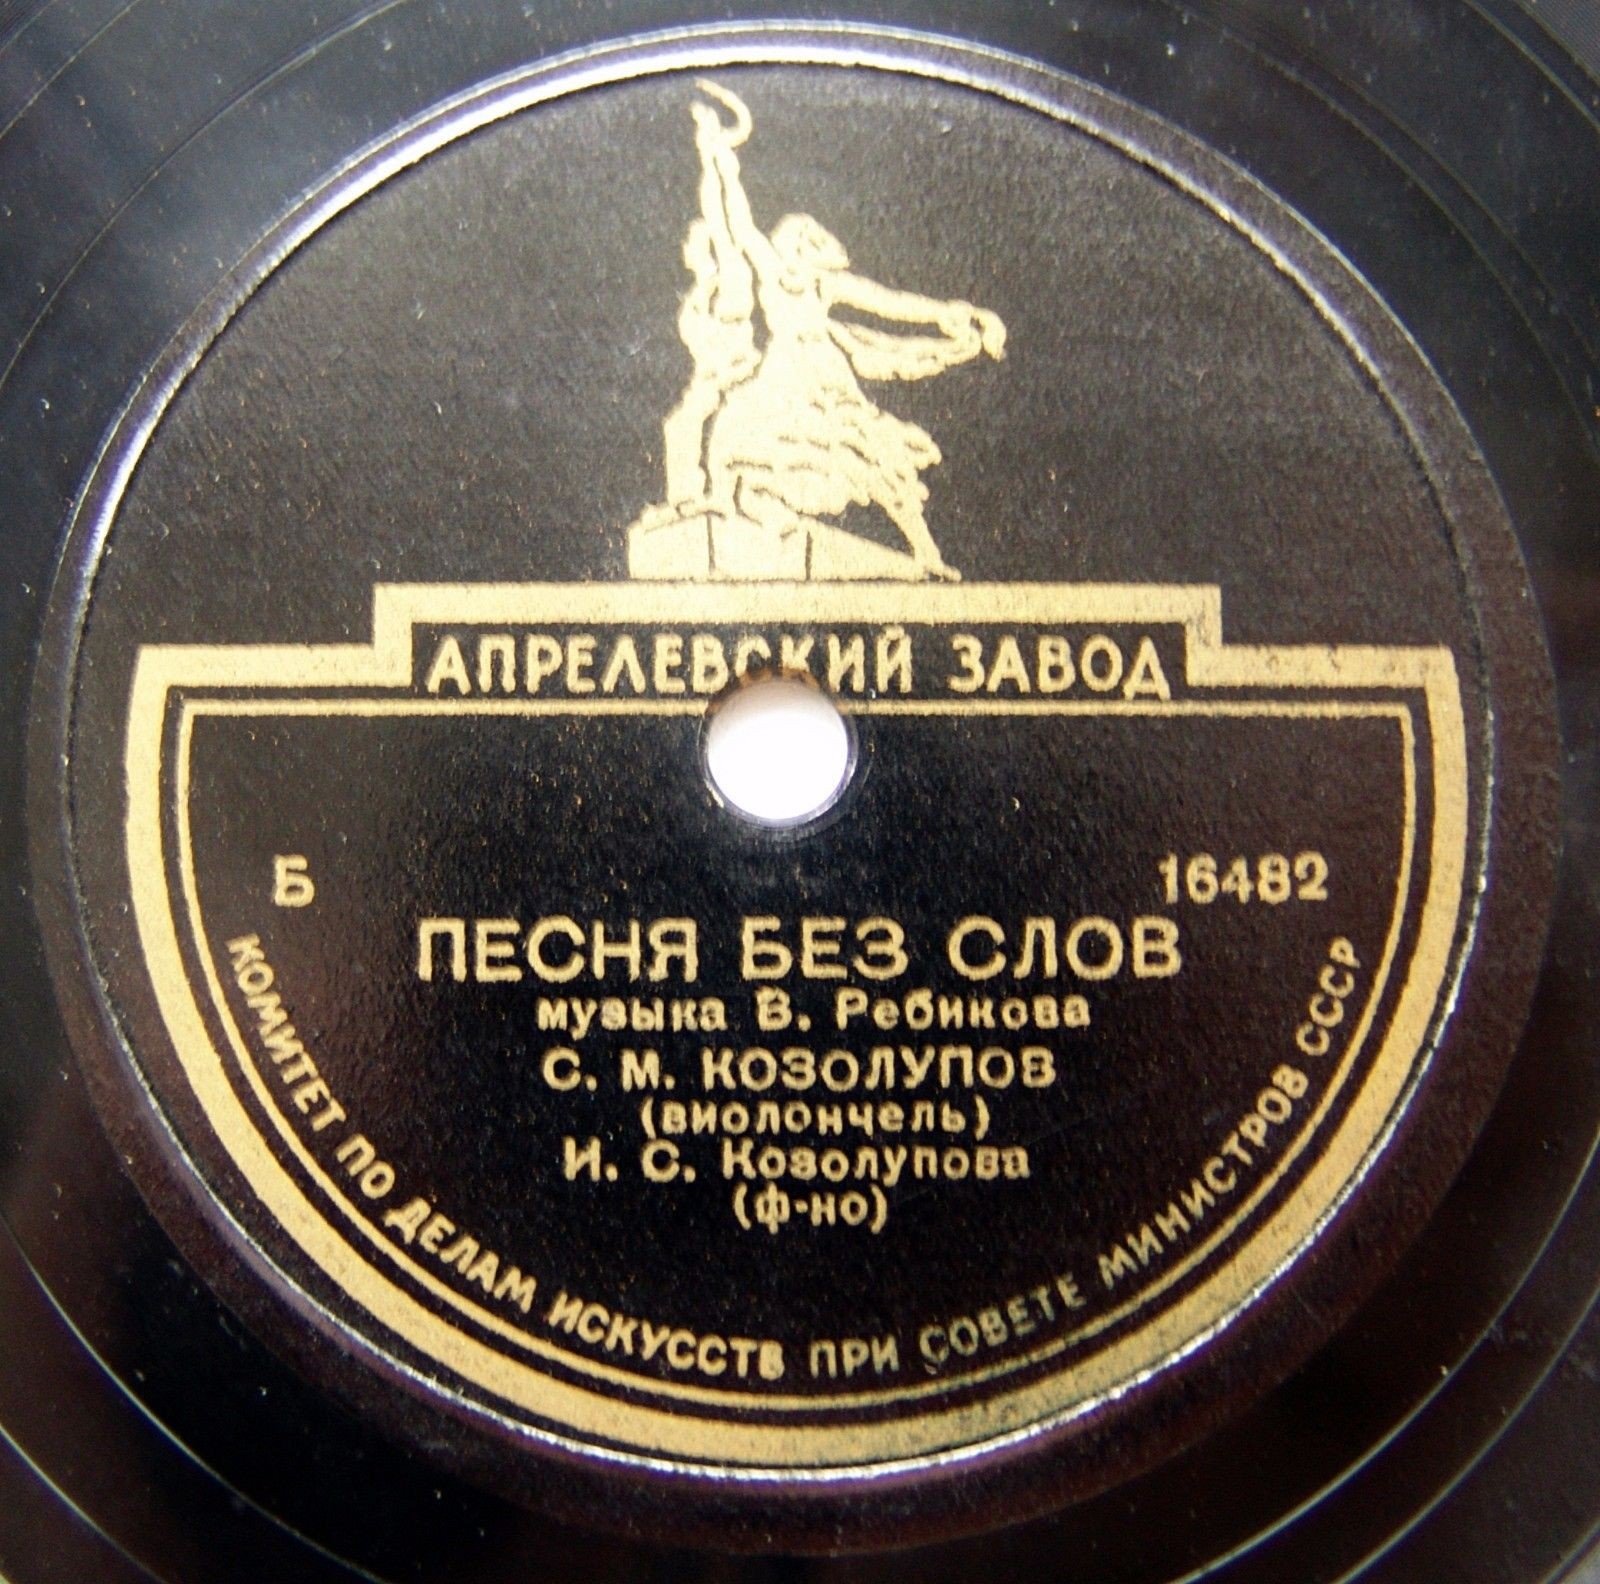 АПРЕЛЕВСКИЙ ЗАВОД
Б 16482
ПЕСНЯ БЕЗ СЛОВ
музыка В. Ребикова
С. М. КОЗОЛУПОВ
(виолончель)
И. С. Козолупова
(ф-но)
КОМИТЕТ ПО ДЕЛАМ ИСКУССТВ ПРИ СОВЕТЕ МИНИСТРОВ СССР